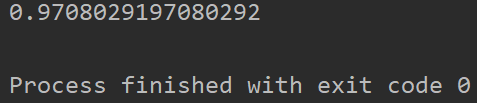 0.9708029197080292
Process finished with exit code 0